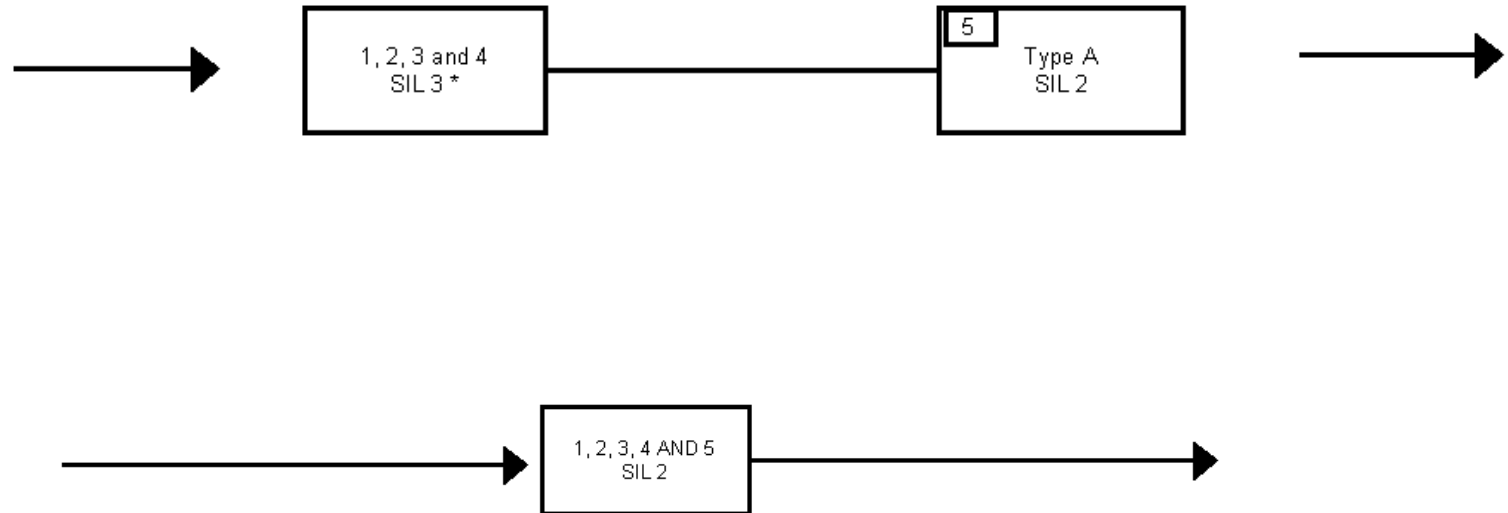 1, 2, 3 and 4
SIL 3 *
5
Type A
SIL 2
1, 2, 3, 4 AND 5
SIL 2